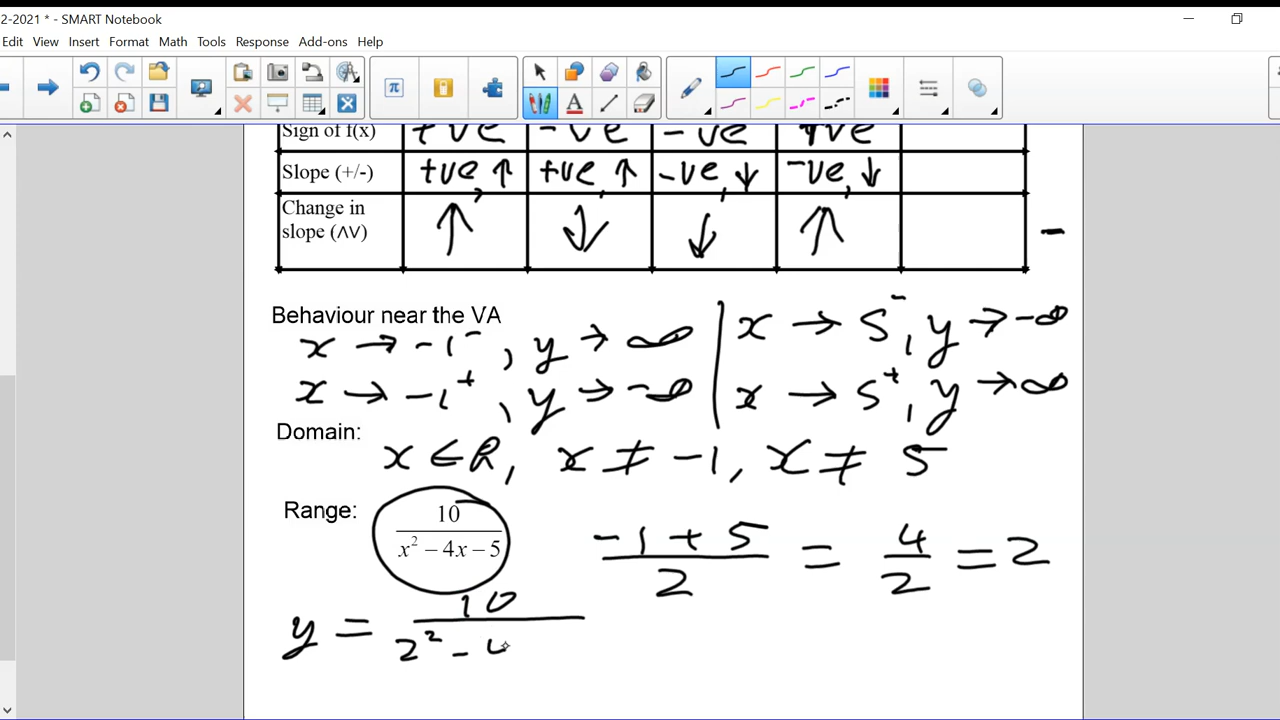 2-2021 * - SMART Notebook
Edit View Insert Format Math Tools Response Add-ons Help
Sign of f(x) +ve -ve -ve +ve
Slope (+/-) +ve, ↑ +ve, ↑ -ve, ↓ -ve, ↓
Change in
slope (∧∨) ↑ ↓ ↓ ↑ -
Behaviour near the VA
x → -1⁻, y → ∞ | x → 5⁻, y → -∞
x → -1⁺, y → -∞ | x → 5⁺, y → ∞
Domain:
x ∈ R, x ≠ -1, x ≠ 5
Range:
10 / (x² - 4x - 5)
(-1 + 5) / 2 = 4/2 = 2
y = 10 / (2² - 4